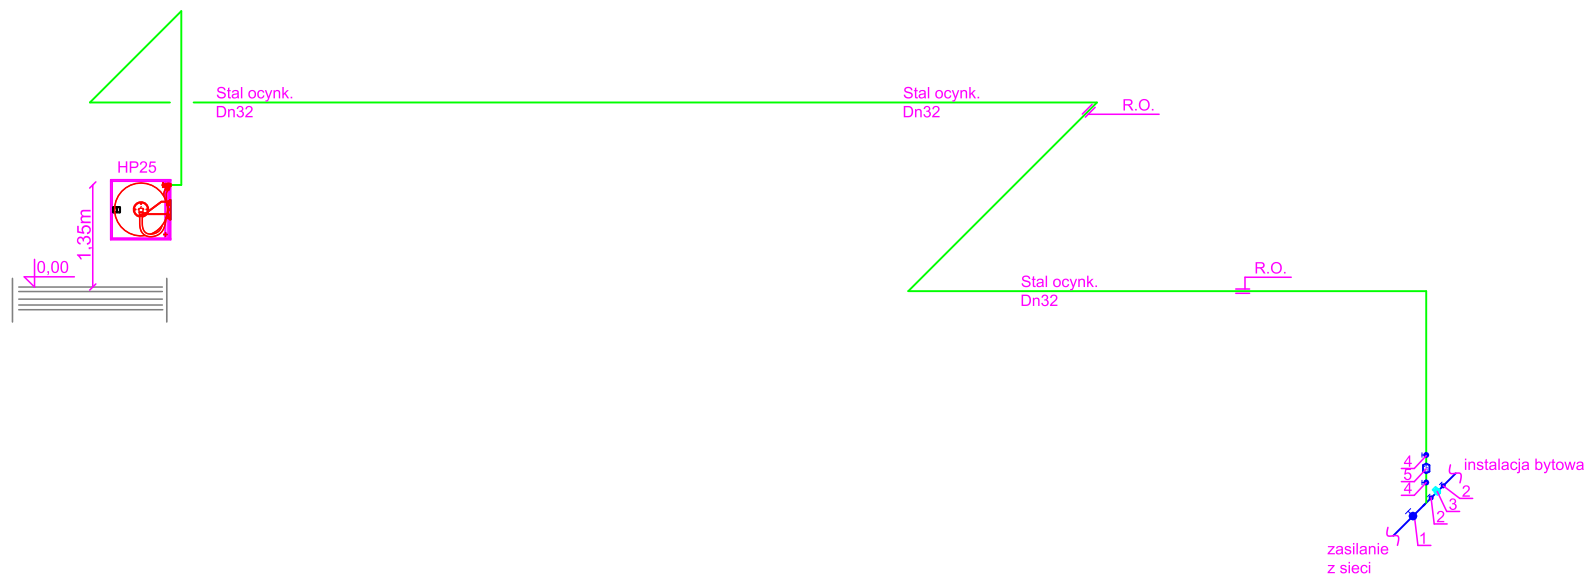 Stal ocynk.
Dn32
Stal ocynk.
Dn32
R.O.
HP25
1.35m
0,00
Stal ocynk.
Dn32
R.O.
4
5
4
instalacja bytowa
2
3
2
1
zasilanie
z sieci